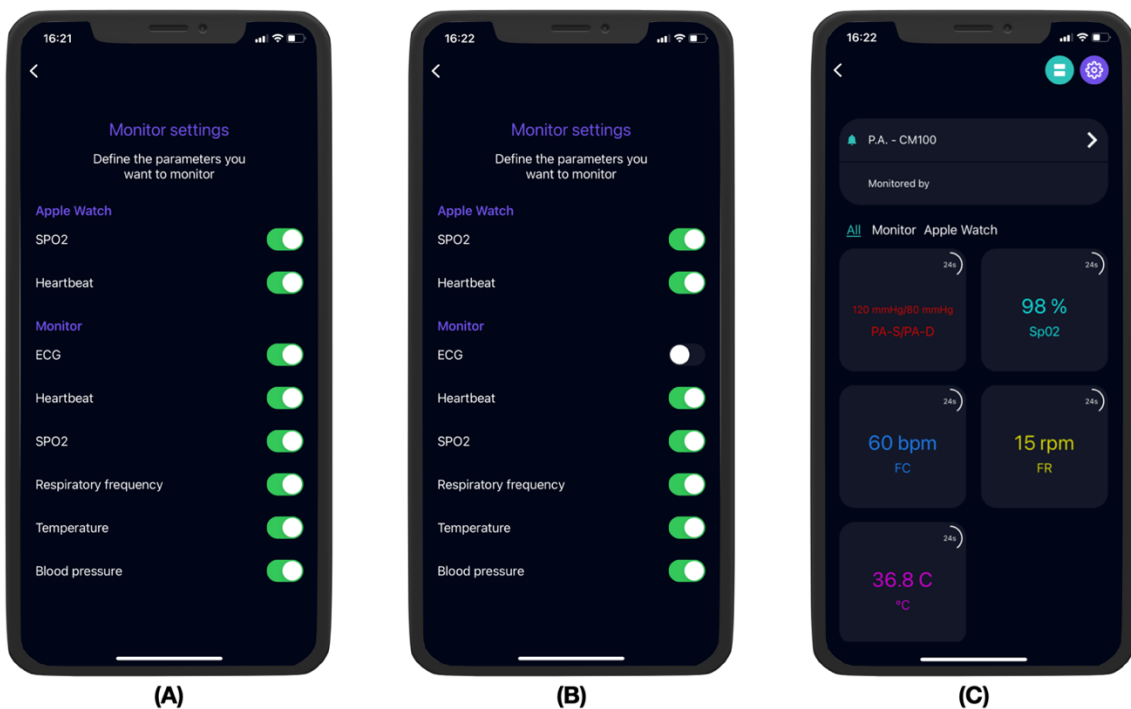 16:21
Monitor settings
Define the parameters you
want to monitor
Apple Watch
SPO2
Heartbeat
Monitor
ECG
Heartbeat
SPO2
Respiratory frequency
Temperature
Blood pressure
(A)
16:22
Monitor settings
Define the parameters you
want to monitor
Apple Watch
SPO2
Heartbeat
Monitor
ECG
Heartbeat
SPO2
Respiratory frequency
Temperature
Blood pressure
(B)
16:22
P.A. - CM100
Monitored by
All Monitor Apple Watch
24s
120 mmHg/80 mmHg
PA-S/PA-D
24s
98 %
Sp02
24s
60 bpm
FC
24s
15 rpm
FR
24s
36.8 C
°C
(C)